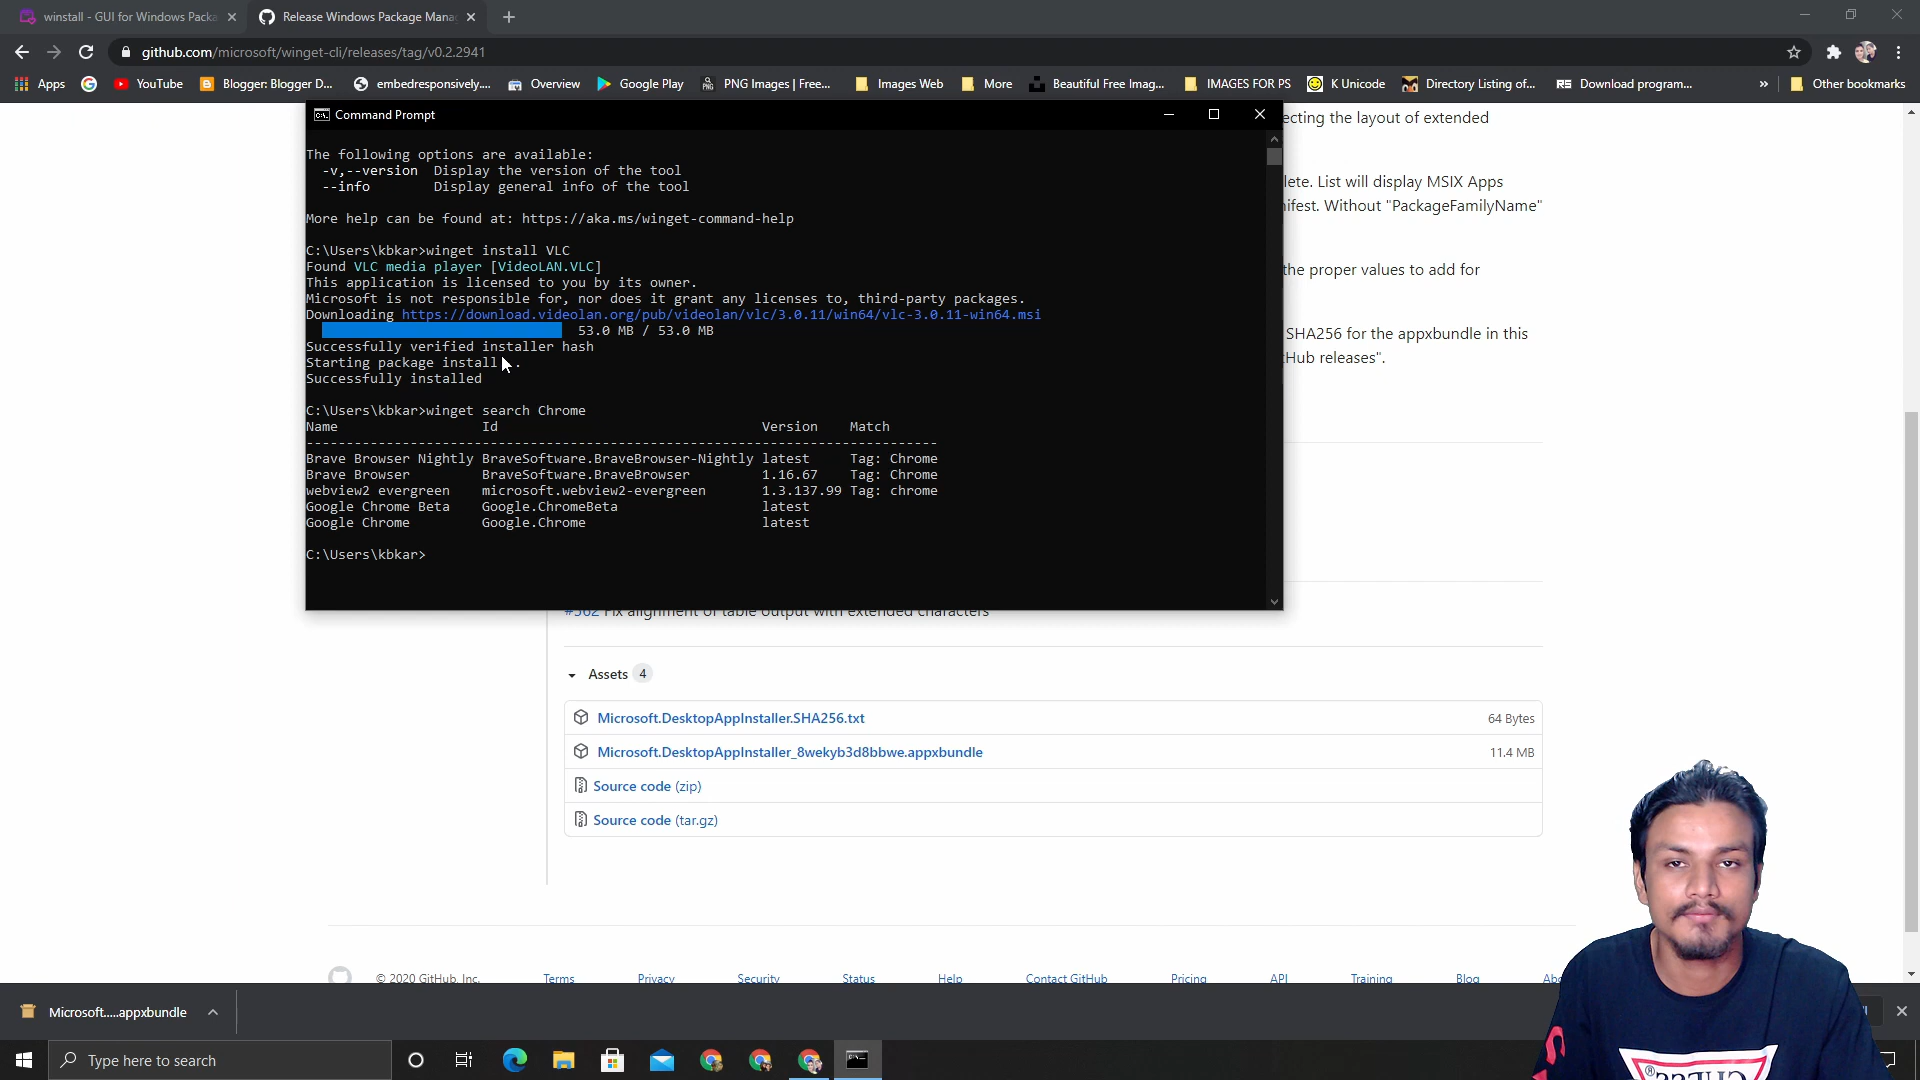 winstall - GUI for Windows Packa
Release Windows Package Mana
github.com/microsoft/winget-cli/releases/tag/v0.2.2941
Apps
YouTube
Blogger: Blogger D...
embedresponsively....
Overview
Google Play
PNG Images | Free...
Images Web
More
Beautiful Free Imag...
IMAGES FOR PS
K Unicode
Directory Listing of...
RS Download program...
»
Other bookmarks
Command Prompt
The following options are available:
-v,--version Display the version of the tool
--info Display general info of the tool
More help can be found at: https://aka.ms/winget-command-help
C:\Users\kbkar>winget install VLC
Found VLC media player [VideoLAN.VLC]
This application is licensed to you by its owner.
Microsoft is not responsible for, nor does it grant any licenses to, third-party packages.
Downloading https://download.videolan.org/pub/videolan/vlc/3.0.11/win64/vlc-3.0.11-win64.msi
53.0 MB / 53.0 MB
Successfully verified installer hash
Starting package install...
Successfully installed
C:\Users\kbkar>winget search Chrome
Name Id Version Match
Brave Browser Nightly BraveSoftware.BraveBrowser-Nightly latest Tag: Chrome
Brave Browser BraveSoftware.BraveBrowser 1.16.67 Tag: Chrome
webview2 evergreen microsoft.webview2-evergreen 1.3.137.99 Tag: chrome
Google Chrome Beta Google.ChromeBeta latest
Google Chrome Google.Chrome latest
C:\Users\kbkar>
ecting the layout of extended
lete. List will display MSIX Apps
ifest. Without "PackageFamilyName"
the proper values to add for
SHA256 for the appxbundle in this
Hub releases".
#562 Fix alignment of table output with extended characters
Assets 4
Microsoft.DesktopAppInstaller.SHA256.txt 64 Bytes
Microsoft.DesktopAppInstaller_8wekyb3d8bbwe.appxbundle 11.4 MB
Source code (zip)
Source code (tar.gz)
© 2020 GitHub, Inc. Terms Privacy Security Status Help Contact GitHub Pricing API Training Blog Abo
Microsoft.....appxbundle
Type here to search
GUESS